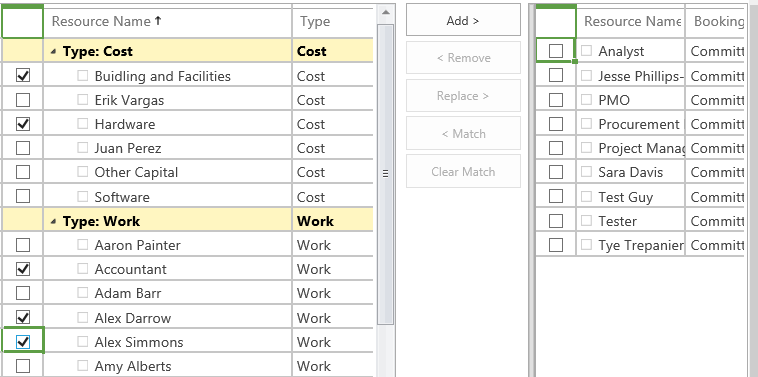 Resource Name Type
Type: Cost Cost
Buidling and Facilities Cost
Erik Vargas Cost
Hardware Cost
Juan Perez Cost
Other Capital Cost
Software Cost
Type: Work Work
Aaron Painter Work
Accountant Work
Adam Barr Work
Alex Darrow Work
Alex Simmons Work
Amy Alberts Work
Add >
< Remove
Replace >
< Match
Clear Match
Resource Name Booking
Analyst Committ
Jesse Phillips- Committ
PMO Committ
Procurement Committ
Project Manag Committ
Sara Davis Committ
Test Guy Committ
Tester Committ
Tye Trepanier Committ